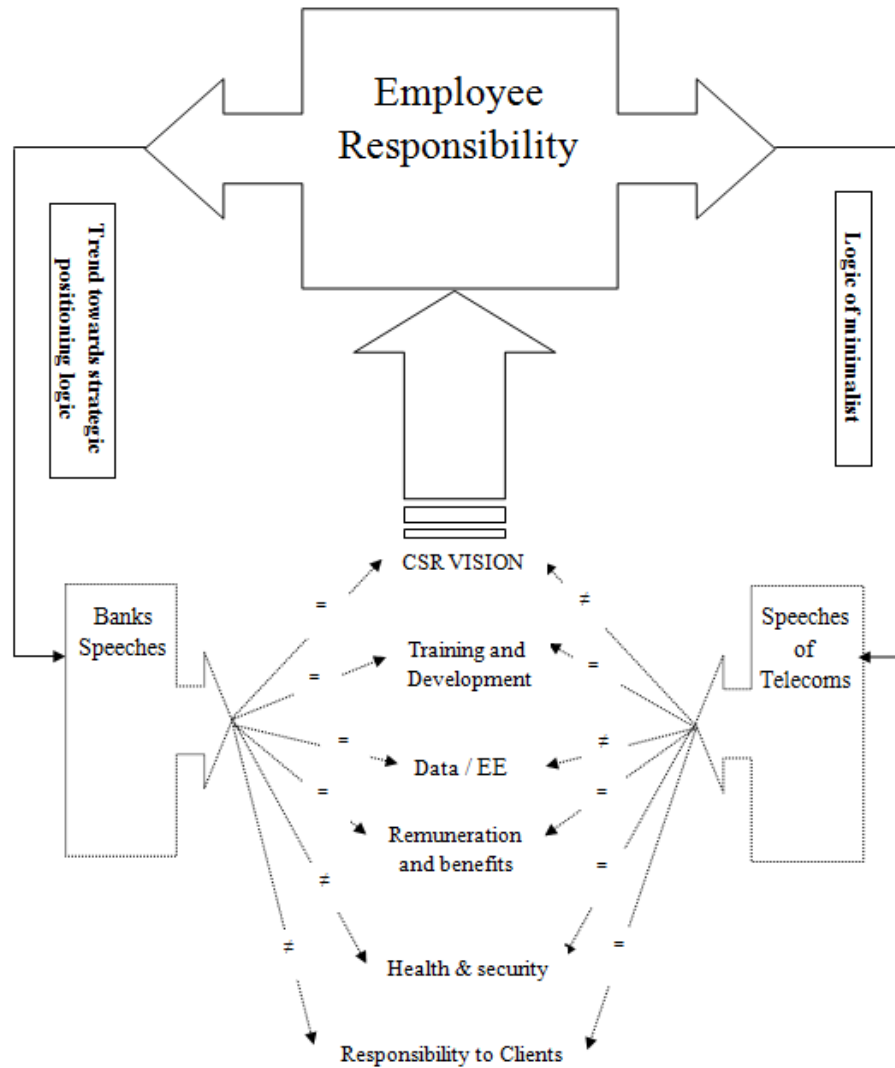 Employee
Responsibility
Trend towards strategic
positioning logic
Logic of minimalist
CSR VISION
=
≠
Banks
Speeches
Speeches
of
Telecoms
Training and
Development
=
=
Data / EE
=
≠
Remuneration
and benefits
=
=
Health & security
≠
=
Responsibility to Clients
≠
=